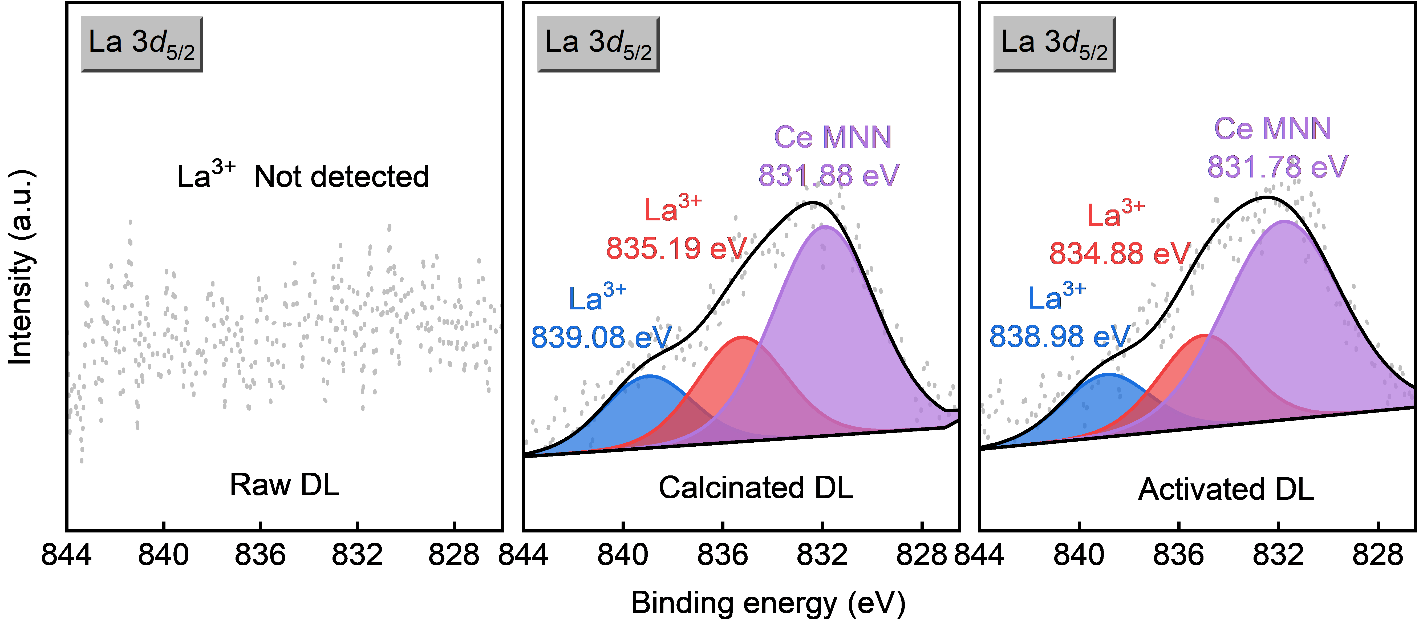 Intensity (a.u.)
La 3d5/2
La3+ Not detected
Raw DL
844 840 836 832 828
La 3d5/2
Ce MNN
831.88 eV
La3+
835.19 eV
La3+
839.08 eV
Calcinated DL
844 840 836 832 828
La 3d5/2
Ce MNN
831.78 eV
La3+
834.88 eV
La3+
838.98 eV
Activated DL
844 840 836 832 828
Binding energy (eV)